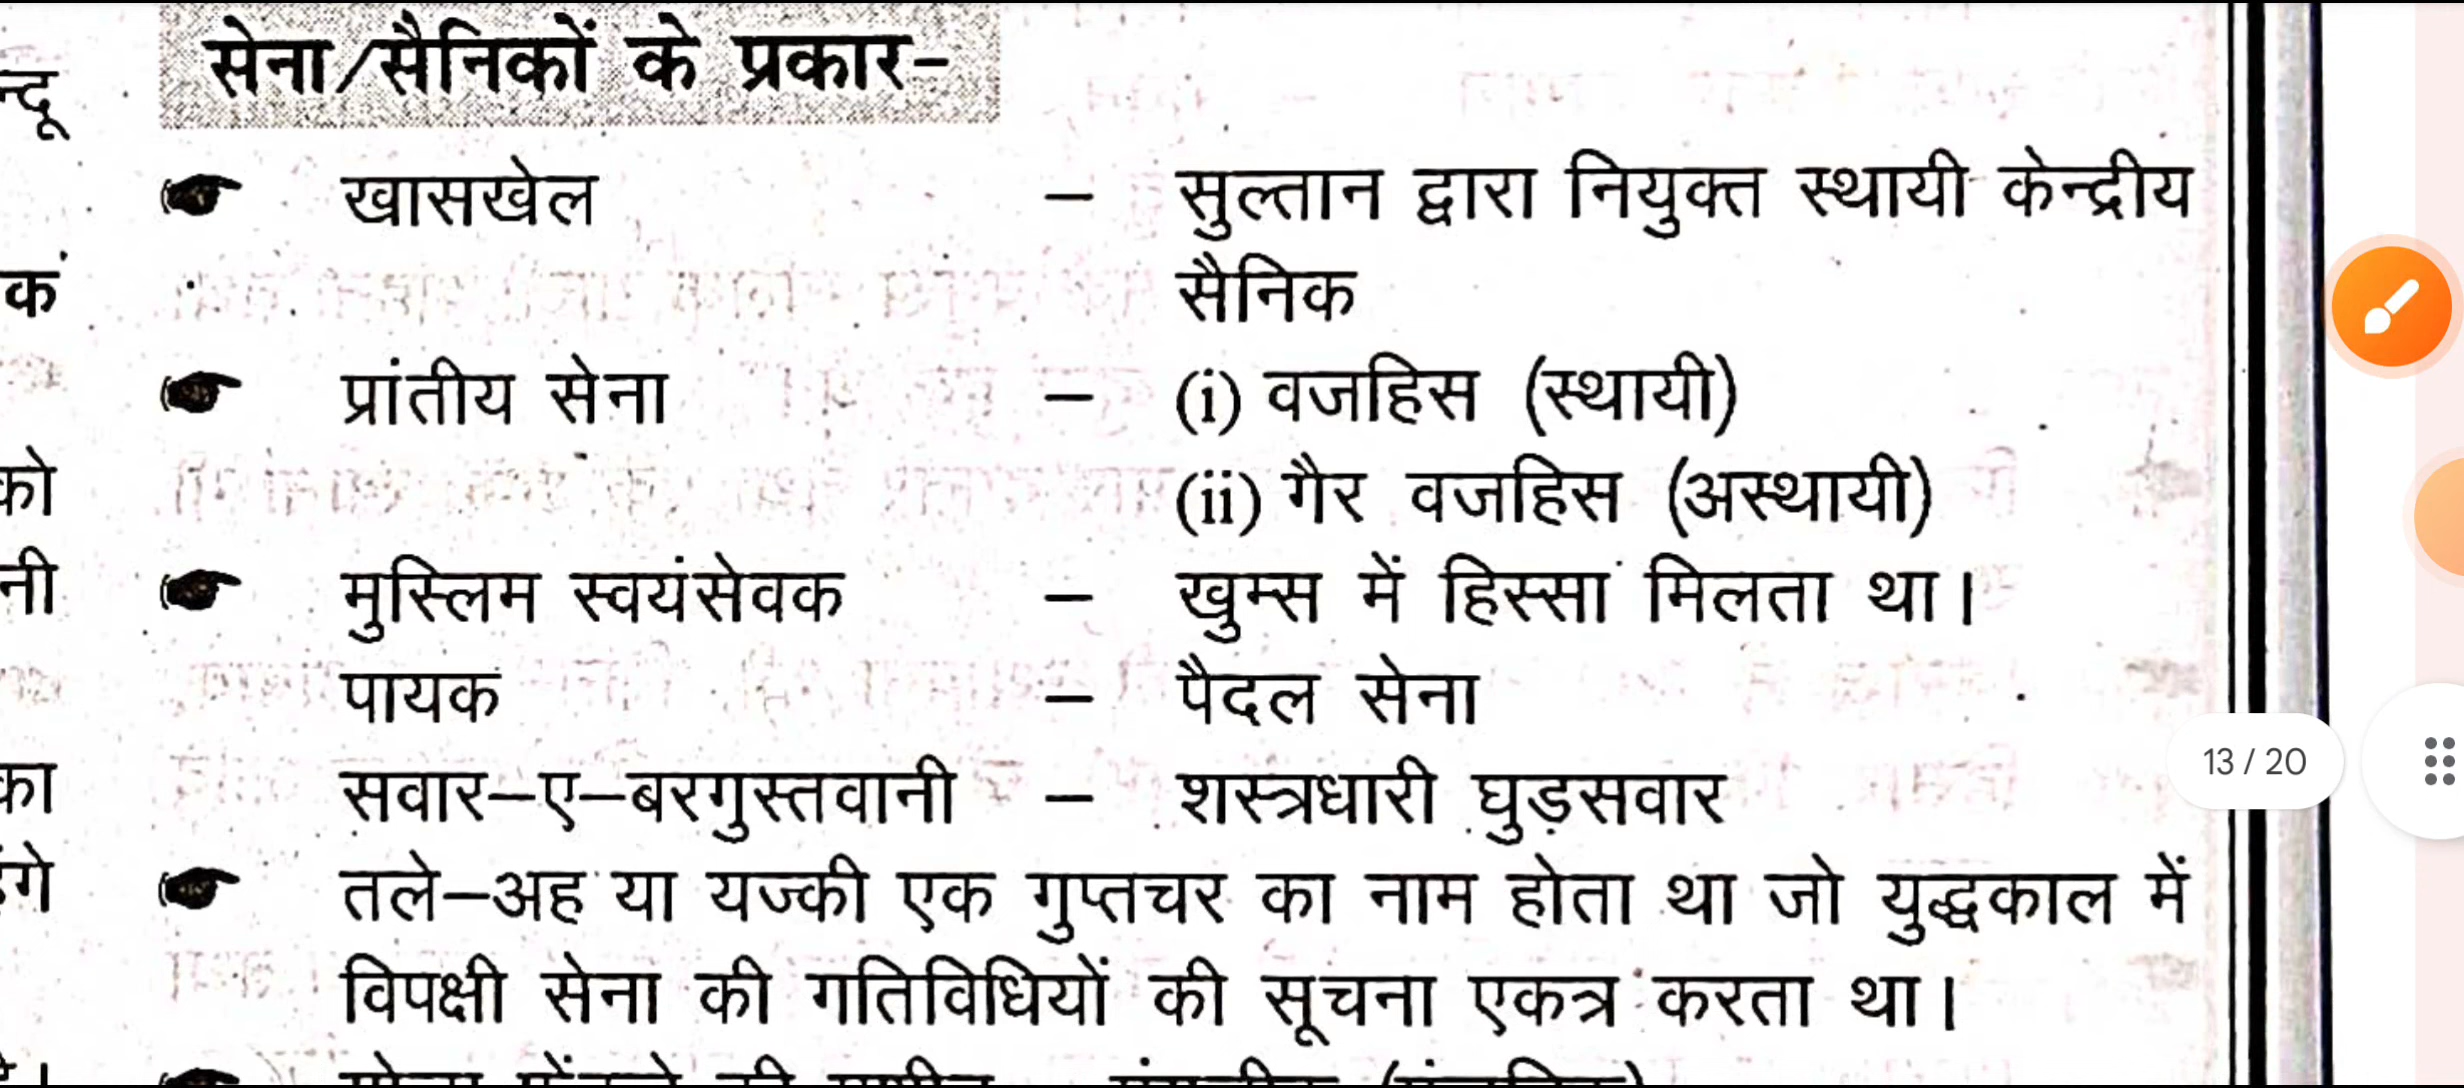 सेना/सैनिकों के प्रकार-
न्दू
खासखेल – सुल्तान द्वारा नियुक्त स्थायी केन्द्रीय
सैनिक
कं
प्रांतीय सेना – (i) वजहिस (स्थायी)
को (ii) गैर वजहिस (अस्थायी)
नी मुस्लिम स्वयंसेवक – खुम्स में हिस्सा मिलता था।
पायक – पैदल सेना
13 / 20
का सवार–ए–बरगुस्तवानी – शस्त्रधारी घुड़सवार
तले–अह या यज्की एक गुप्तचर का नाम होता था जो युद्धकाल में
विपक्षी सेना की गतिविधियों की सूचना एकत्र करता था।